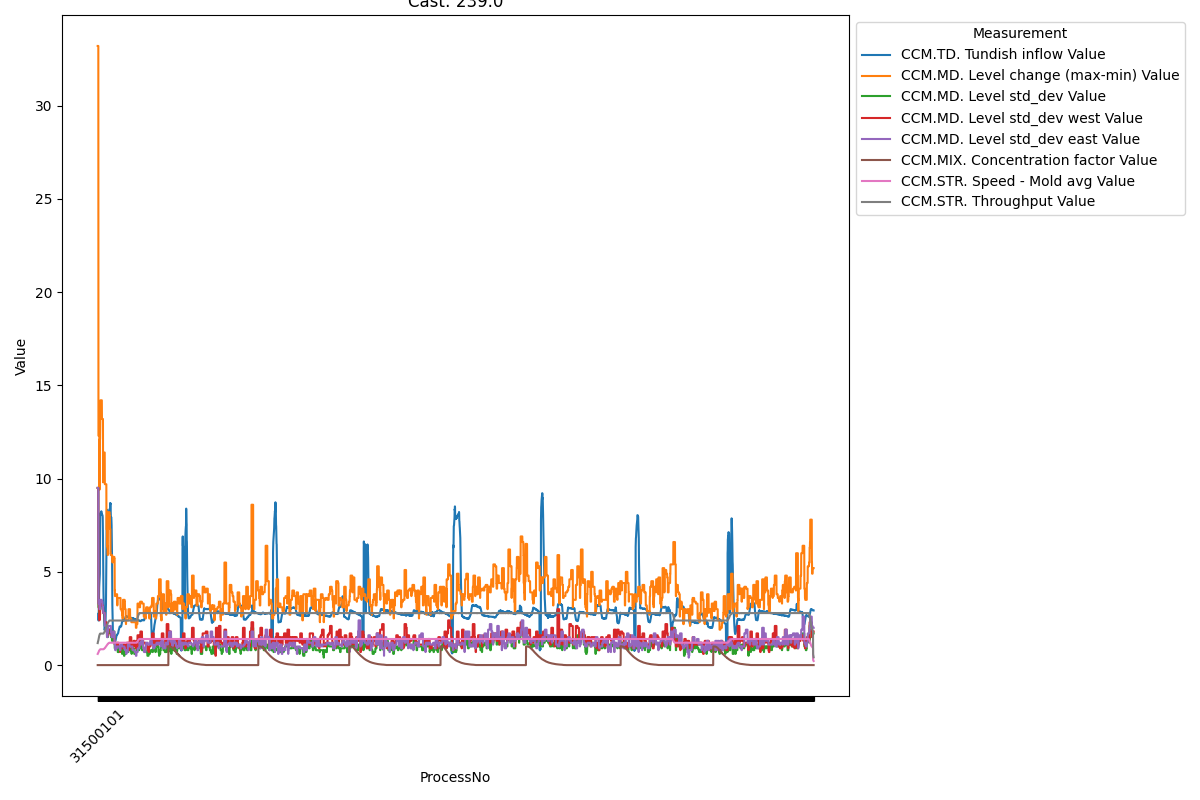 Cast: 239.0
Measurement
CCM.TD. Tundish inflow Value
CCM.MD. Level change (max-min) Value
CCM.MD. Level std_dev Value
CCM.MD. Level std_dev west Value
CCM.MD. Level std_dev east Value
CCM.MIX. Concentration factor Value
CCM.STR. Speed - Mold avg Value
CCM.STR. Throughput Value
30
25
20
15
10
5
0
Value
31500101
ProcessNo